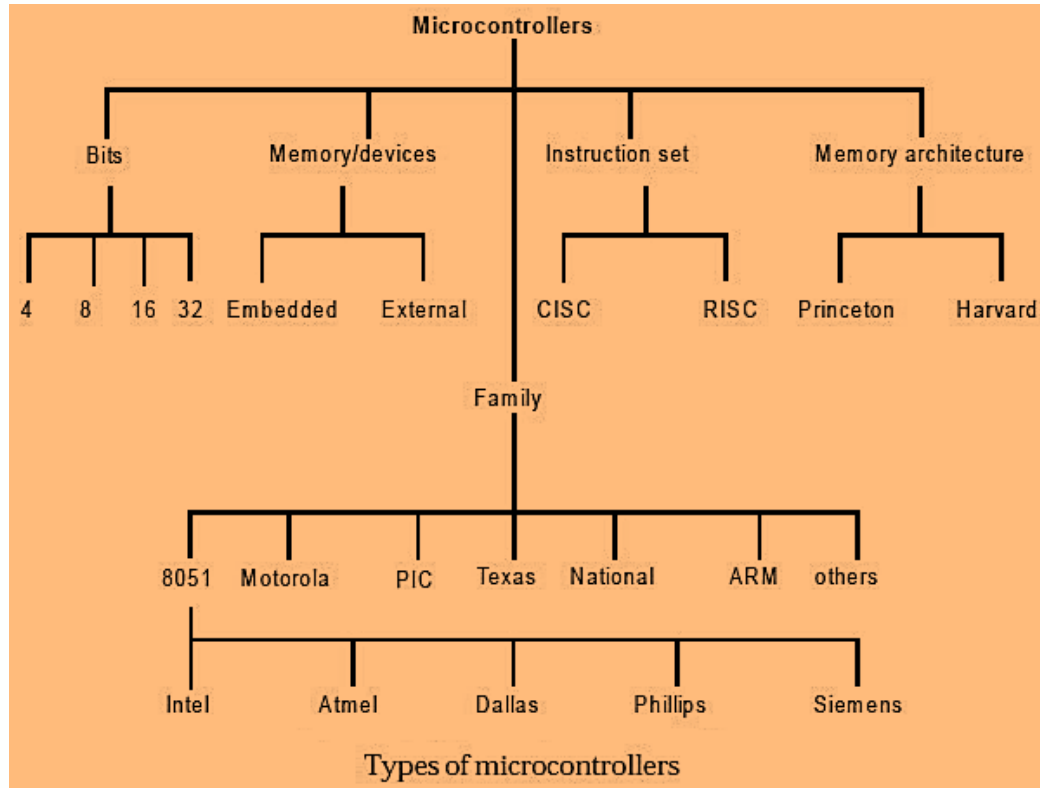 Microcontrollers
Bits Memory/devices Instruction set Memory architecture
4 8 16 32 Embedded External CISC RISC Princeton Harvard
Family
8051 Motorola PIC Texas National ARM others
Intel Atmel Dallas Phillips Siemens
Types of microcontrollers